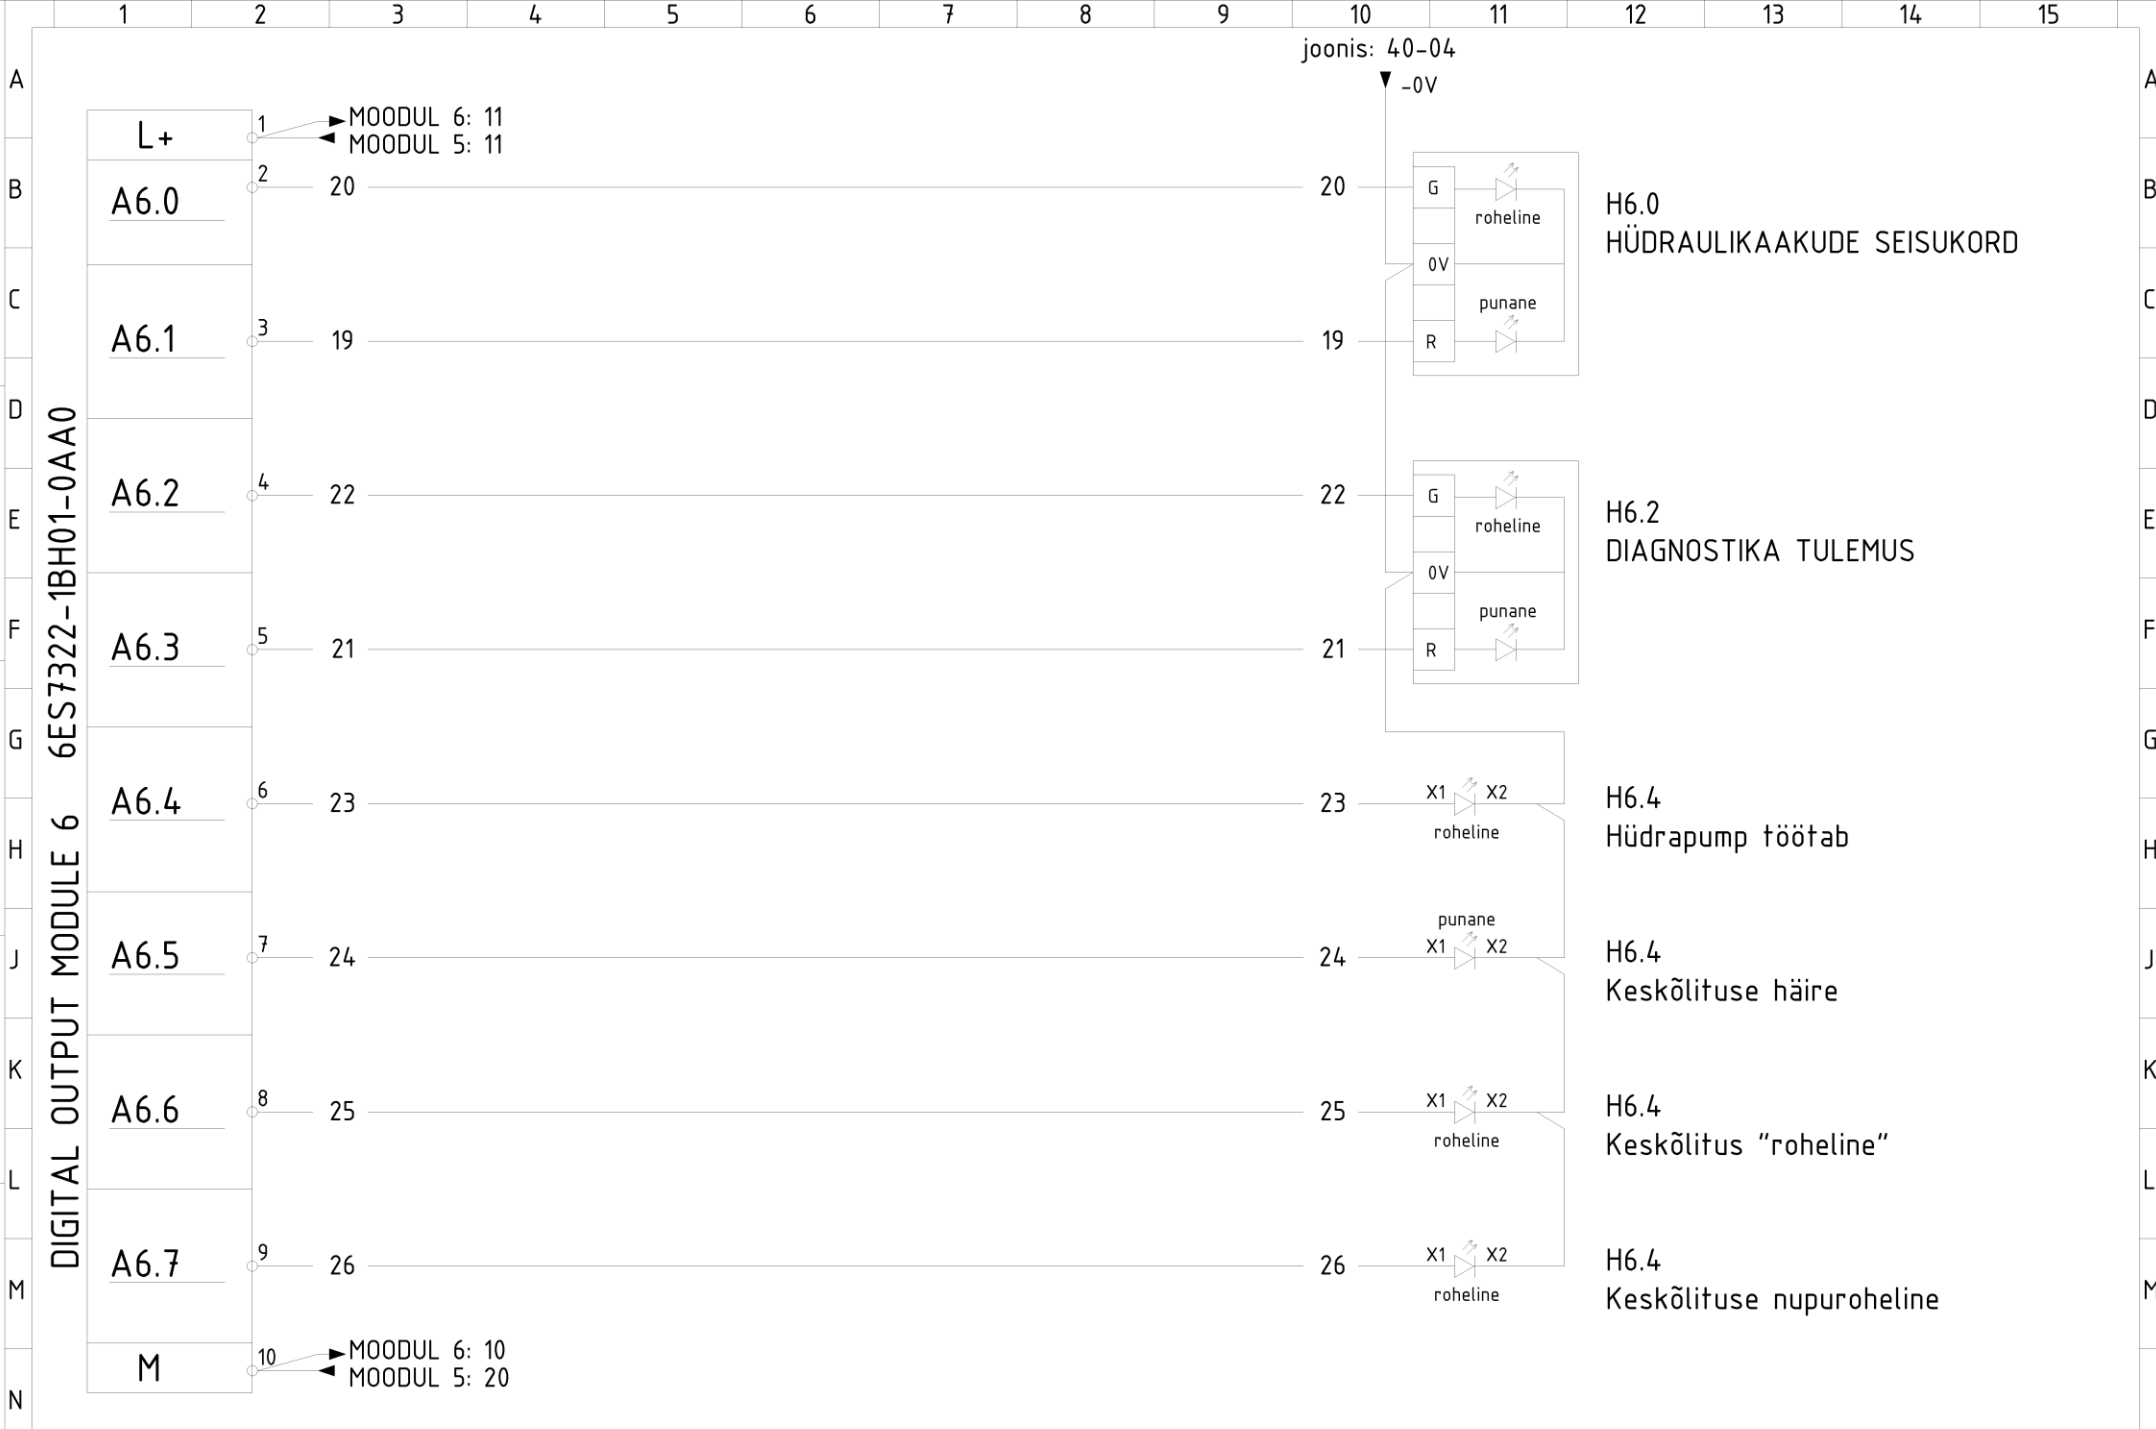 1 2 3 4 5 6 7 8 9 10 11 12 13 14 15
joonis: 40-04
A -0V A
L+ 1 MOODUL 6: 11
MOODUL 5: 11
B A6.0 2 20 20 G roheline H6.0 B
HÜDRAULIKAAKUDE SEISUKORD
0V
C punane C
A6.1 3 19 19 R
D D
A6.2 4 22 22 G
E roheline H6.2 E
DIAGNOSTIKA TULEMUS
0V
F punane F
A6.3 5 21 21 R
G G
A6.4 6 23 23 X1 X2 H6.4
roheline
H Hüdrapump töötab H
punane
J A6.5 7 24 24 X1 X2 H6.4 J
Keskõlituse häire
K K
A6.6 8 25 25 X1 X2 H6.4
roheline
Keskõlitus "roheline"
L L
A6.7 9 26 26 X1 X2 H6.4
M roheline M
Keskõlituse nupuroheline
M 10 MOODUL 6: 10
MOODUL 5: 20
N
DIGITAL OUTPUT MODULE 6 6ES7322-1BH01-0AA0